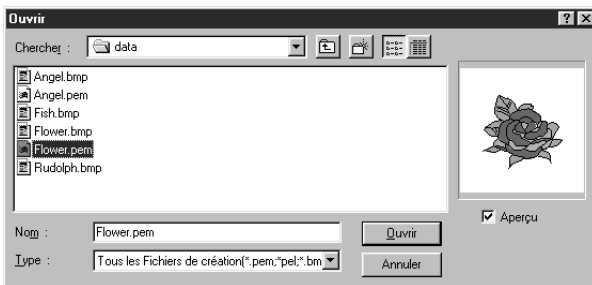 Ouvrir
Chercher : data
Angel.bmp
Angel.pem
Fish.bmp
Flower.bmp
Flower.pem
Rudolph.bmp
Aperçu
Nom : Flower.pem Ouvrir
Type : Tous les Fichiers de création(*.pem;*pel;*.bm Annuler